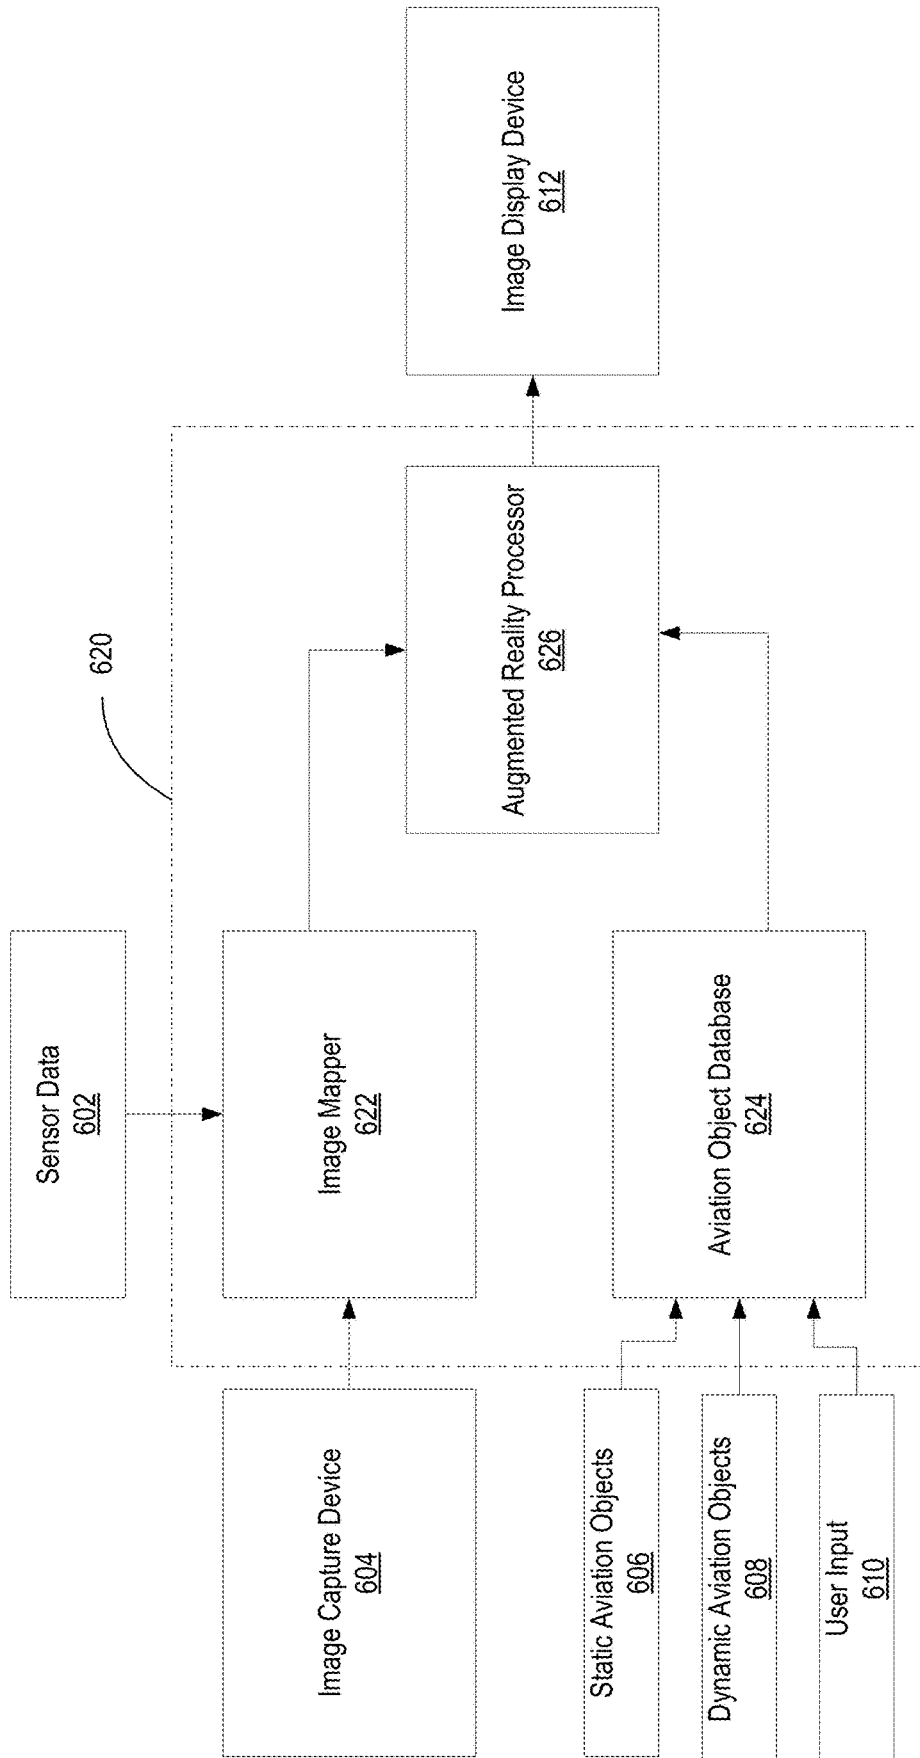 Sensor Data
602
620
Image Capture Device
604
Image Mapper
622
Augmented Reality Processor
626
Image Display Device
612
Static Aviation Objects
606
Dynamic Aviation Objects
608
User Input
610
Aviation Object Database
624